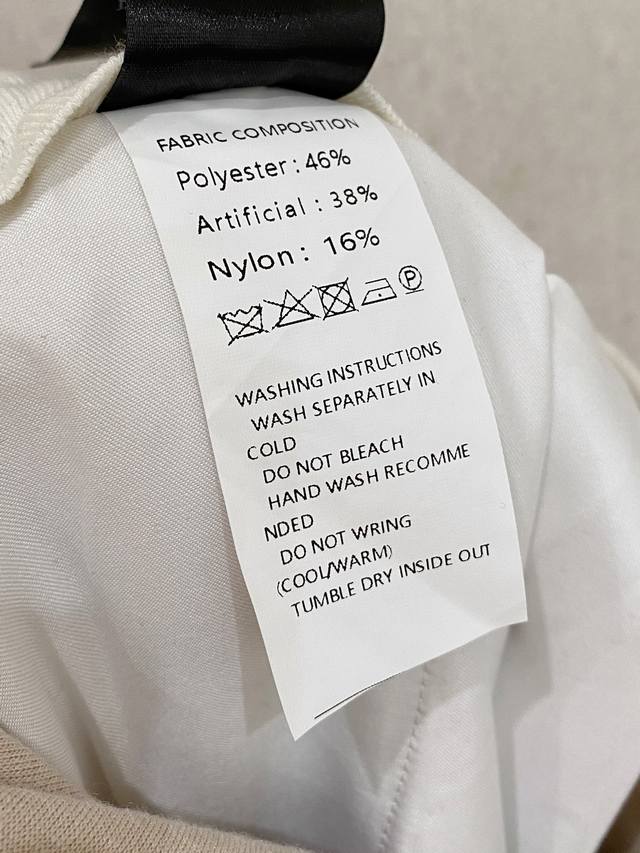 FABRIC COMPOSITION
Polyester: 46%
Artificial : 38%
Nylon: 16%
P
WASHING INSTRUCTIONS
WASH SEPARATELY IN
COLD
DO NOT BLEACH
HAND WASH RECOMME
NDED
DO NOT WRING
(COOL/WARM)
TUMBLE DRY INSIDE OUT